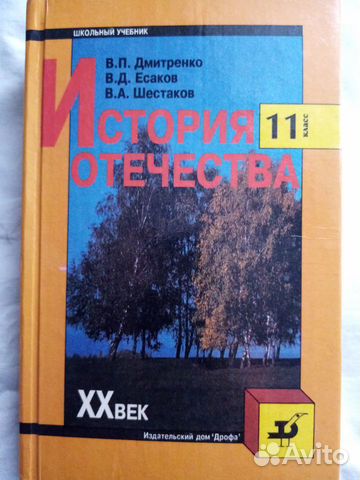 ШКОЛЬНЫЙ УЧЕБНИК
В.П. Дмитренко
В.Д. Есаков
В.А. Шестаков
ИСТОРИЯ
ОТЕЧЕСТВА
11 класс
XX ВЕК
Издательский дом "Дрофа"
Avito